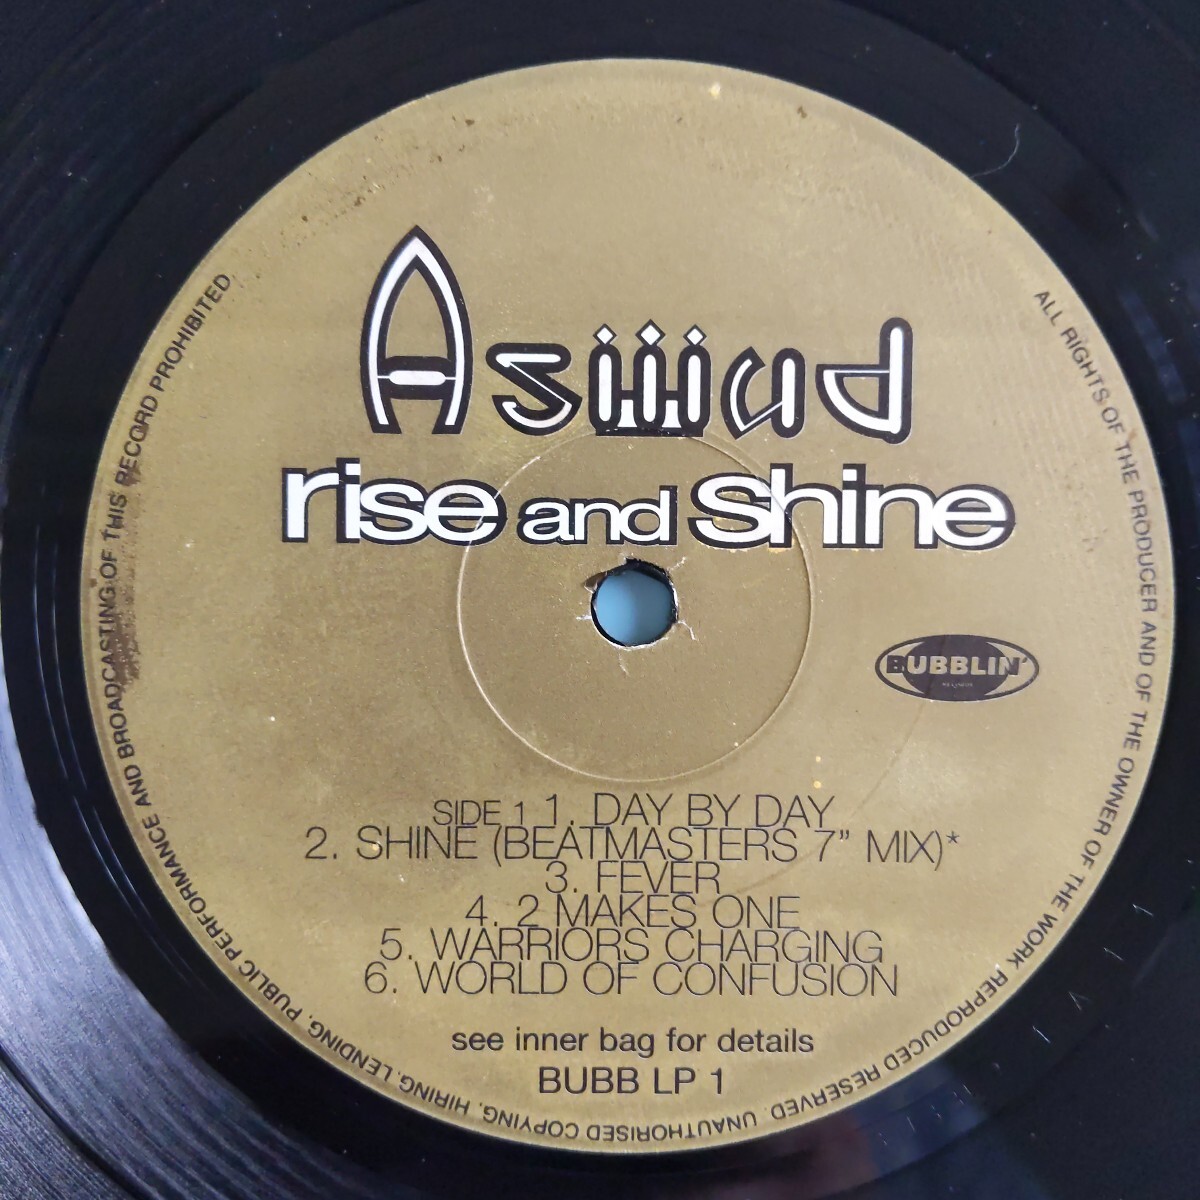 Aswad
rise and Shine
BUBBLIN'
SIDE 1 1. DAY BY DAY
2. SHINE (BEATMASTERS 7” MIX)*
3. FEVER
4. 2 MAKES ONE
5. WARRIORS CHARGING
6. WORLD OF CONFUSION
see inner bag for details
BUBB LP 1
ALL RIGHTS OF THE PRODUCER AND OF THE OWNER OF THE WORK REPRODUCED RESERVED. UNAUTHORISED COPYING, HIRING, LENDING, PUBLIC PERFORMANCE AND BROADCASTING OF THIS RECORD PROHIBITED